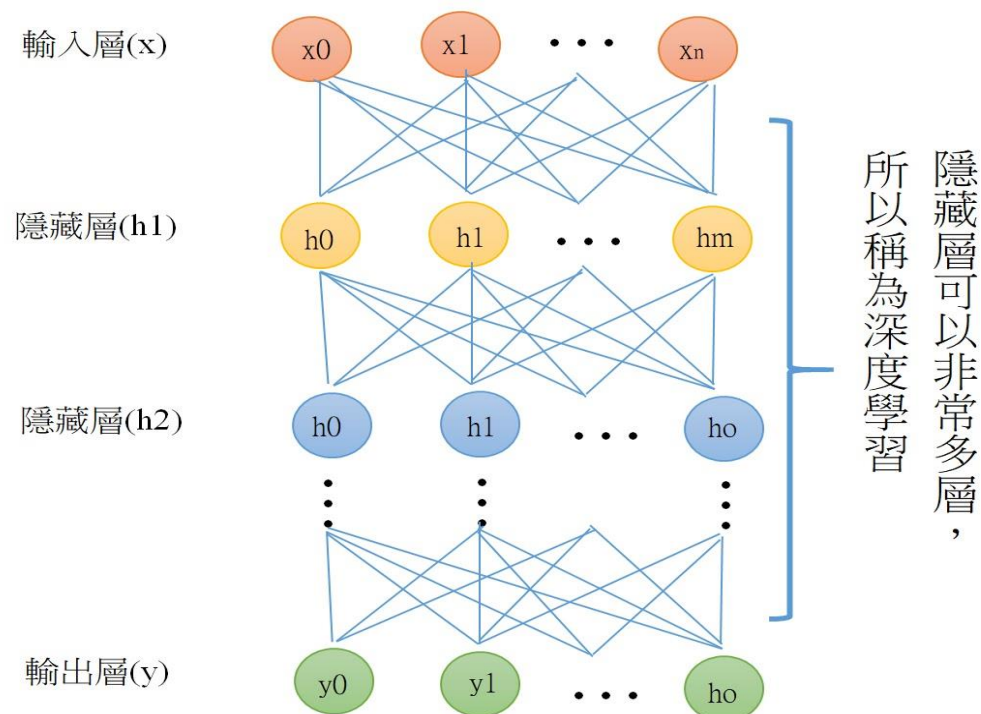 輸入層(x)
x0 x1 ••• xn
隱藏層(h1)
h0 h1 ••• hm
隱藏層(h2)
h0 h1 ••• ho
輸出層(y)
y0 y1 ••• ho
隱藏層可以非常多層，
所以稱為深度學習